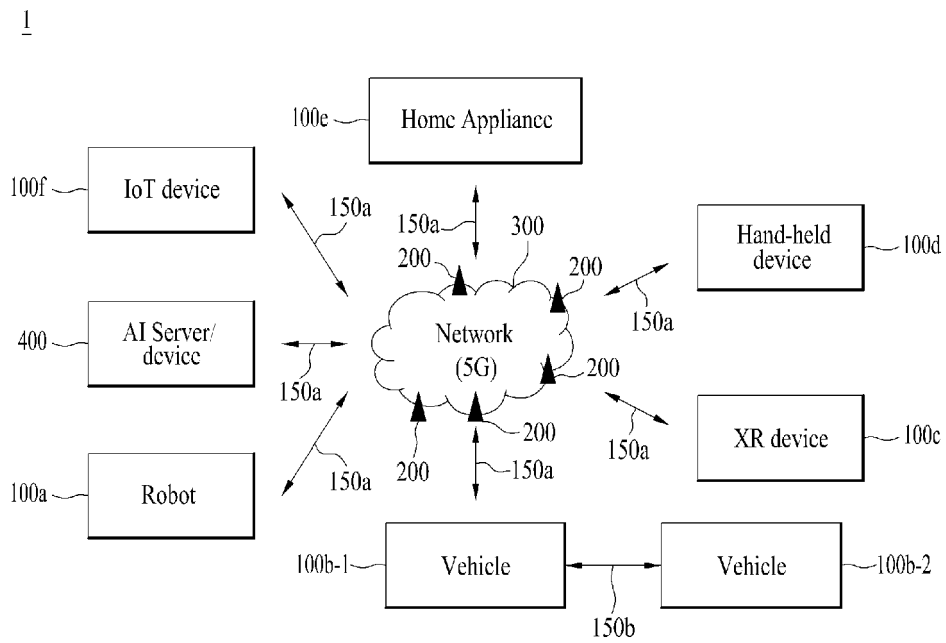 1
100e
Home Appliance
100f
IoT device
150a
150a
200
300
200
Hand-held
device
100d
150a
400
AI Server/
device
150a
Network
(5G)
200
200
200
150a
XR device
100c
100a
Robot
150a
150a
100b-1
Vehicle
Vehicle
100b-2
150b